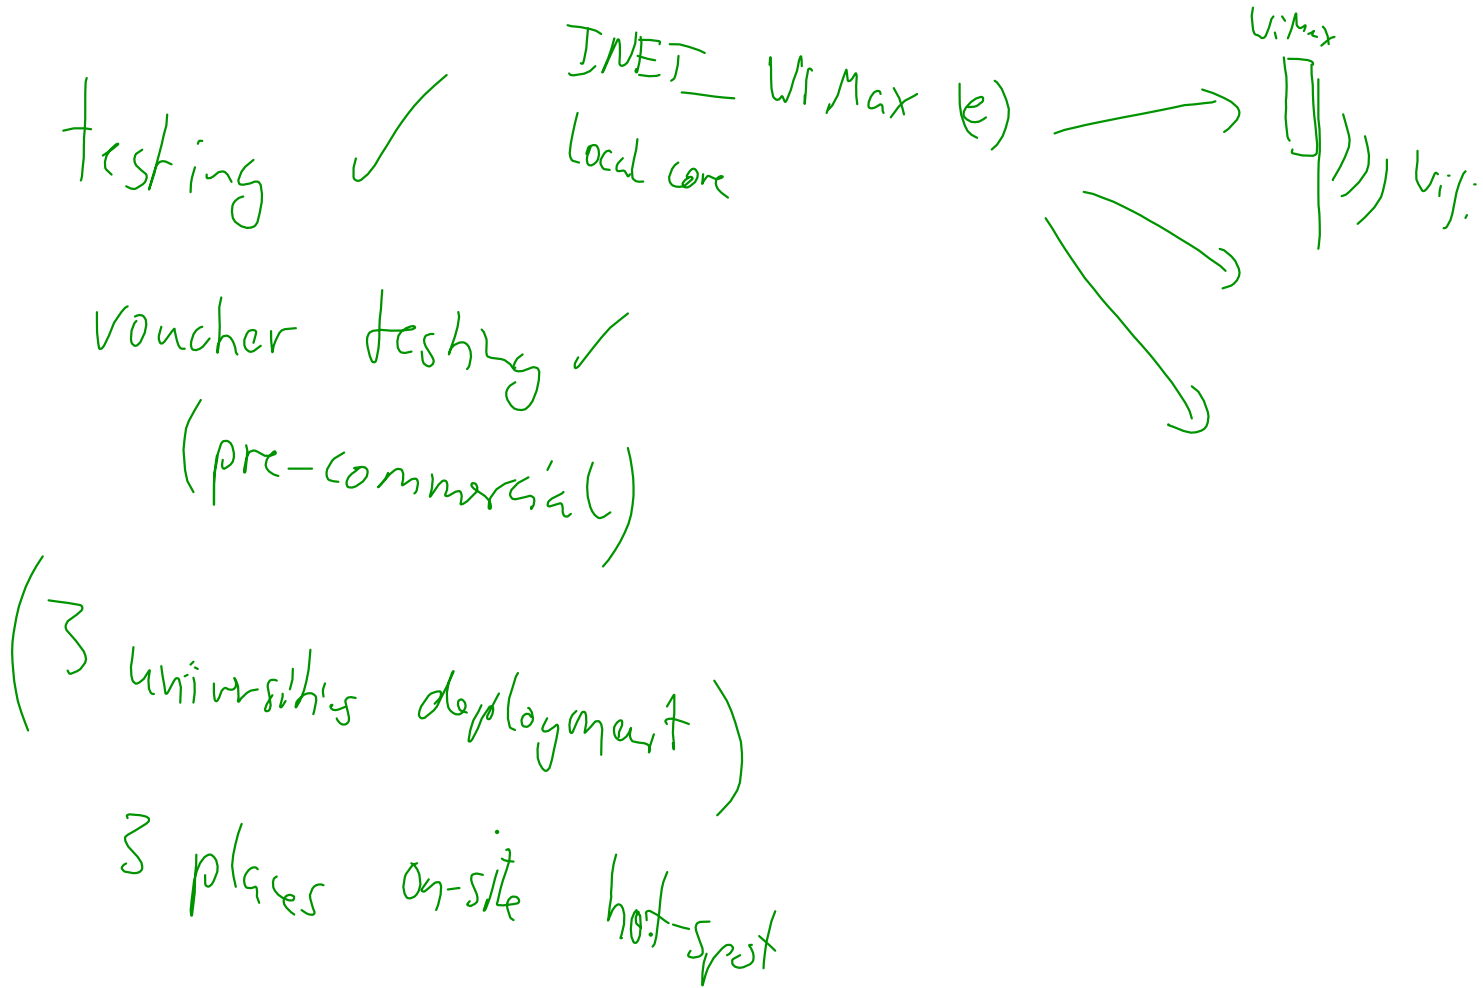 testing ✓
INET_ WiMax (e)
local core
WiMax
Wifi
voucher testing ✓
(pre-commercial)
(3 universities deployment)
3 places on-site hot-spot